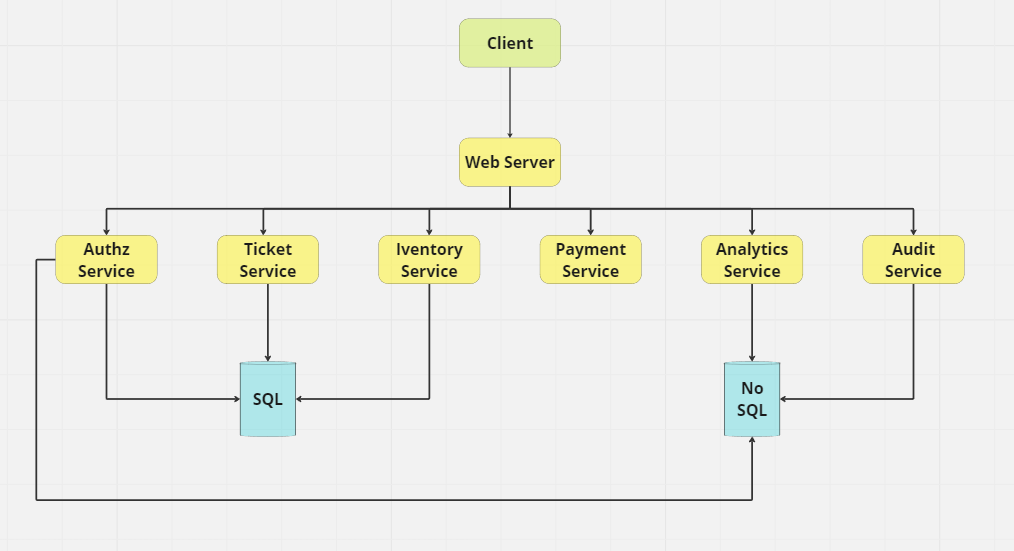 Client
Web Server
Authz
Service
Ticket
Service
Iventory
Service
Payment
Service
Analytics
Service
Audit
Service
SQL
No
SQL